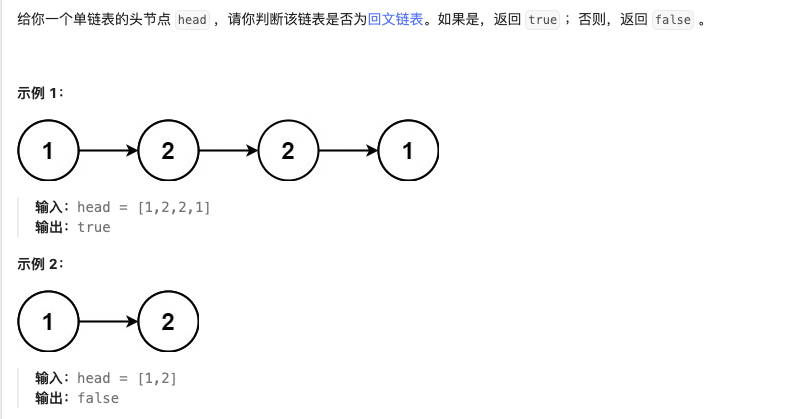 给你一个单链表的头节点 head ，请你判断该链表是否为回文链表。如果是，返回 true ；否则，返回 false 。
示例 1：
1 2 2 1
输入：head = [1,2,2,1]
输出：true
示例 2：
1 2
输入：head = [1,2]
输出：false